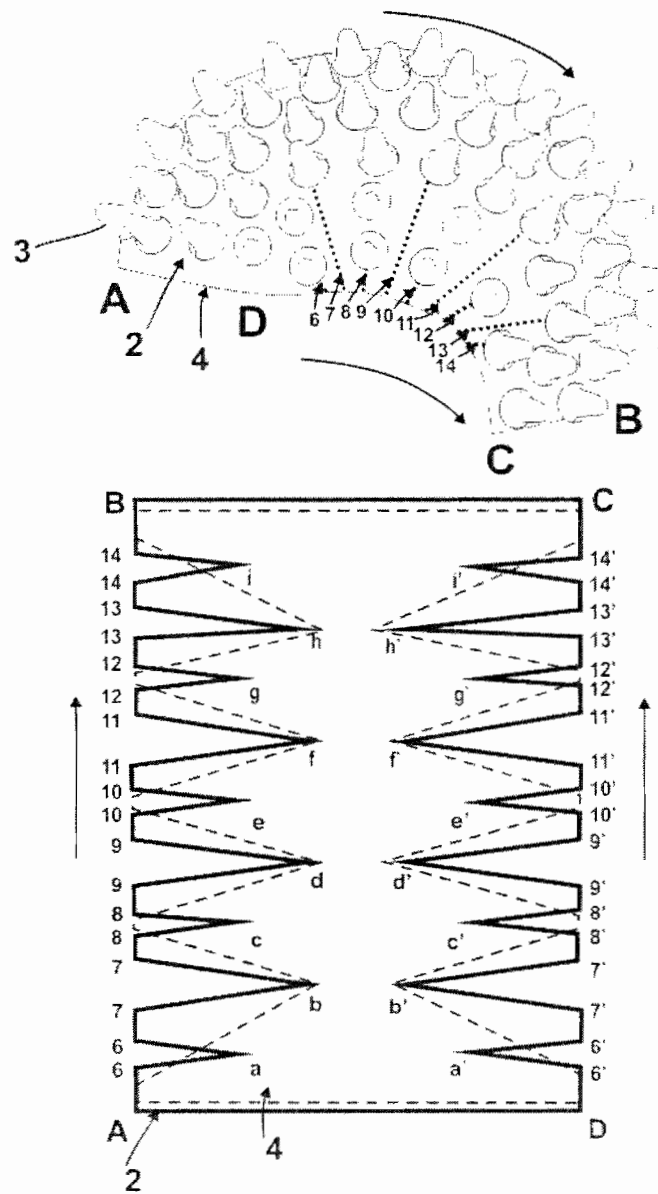 3
A
2
4
D
6 7 8 9 10 11 12 13 14
B
C
B C
14 i i' 14'
14 14'
13 13'
13 h h' 13'
12 12'
12 g g' 12'
11 11'
11 f f 11'
10 10'
10 e e' 10'
9 9'
9 d d' 9'
8 8'
8 c c' 8'
7 7'
7 b b' 7'
6 6'
6 a a' 6'
A D
2 4